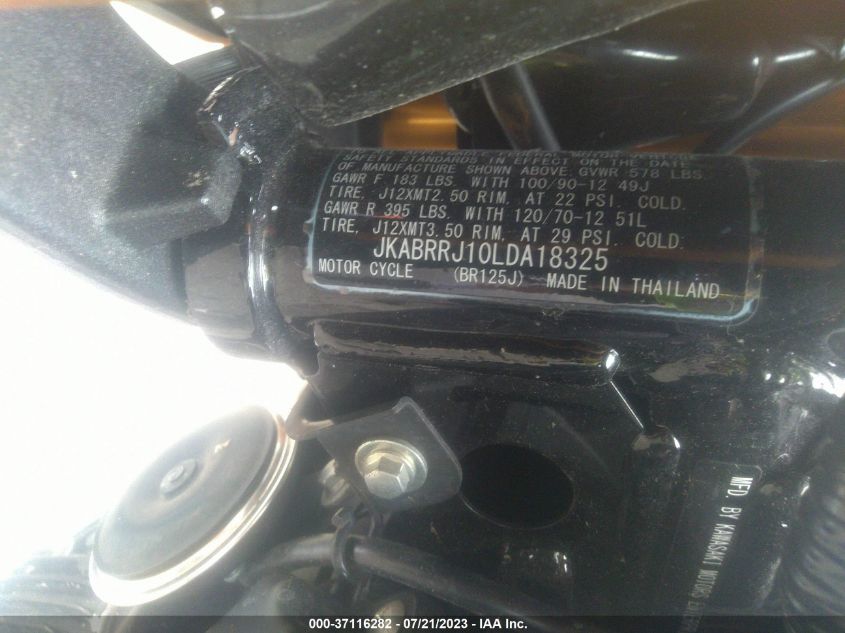 SAFETY STANDARDS IN EFFECT ON THE DATE
OF MANUFACTURE SHOWN ABOVE. GVWR 578 LBS.
GAWR F 183 LBS. WITH 100/90-12 49J
TIRE, J12XMT2.50 RIM, AT 22 PSI. COLD.
GAWR R 395 LBS. WITH 120/70-12 51L
TIRE, J12XMT3.50 RIM, AT 29 PSI. COLD.
JKABRRJ10LDA18325
MOTOR CYCLE (BR125J) MADE IN THAILAND
MFD. BY KAWASAKI MOTORS
000-37116282 / 07/21/2023 - IAA Inc.